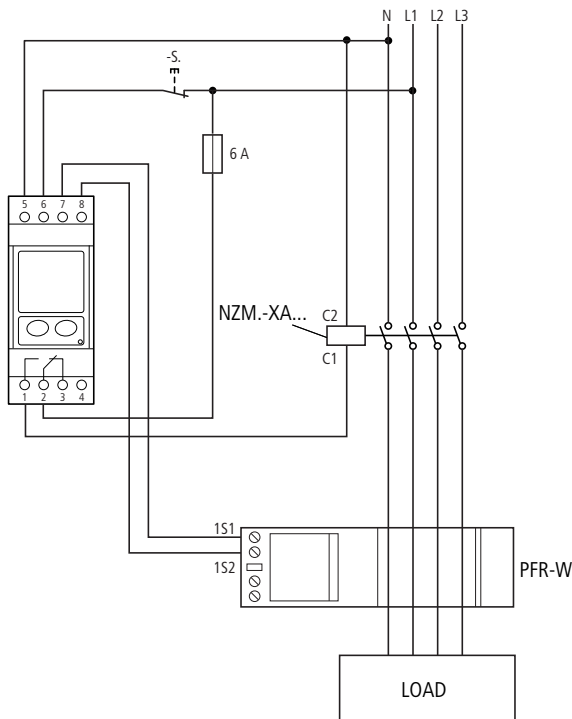 N L1 L2 L3
-S.
6 A
5 6 7 8
NZM.-XA...
C2
C1
1 2 3 4
1S1
1S2
PFR-W
LOAD